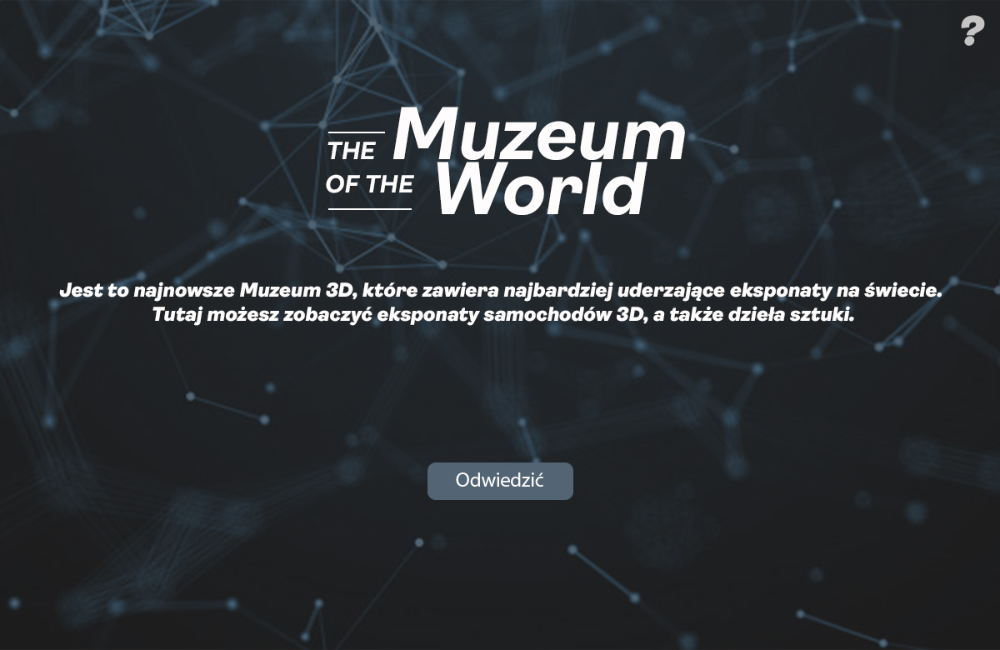 ?
THE Muzeum
OF THE World
Jest to najnowsze Muzeum 3D, które zawiera najbardziej uderzające eksponaty na świecie.
Tutaj możesz zobaczyć eksponaty samochodów 3D, a także dzieła sztuki.
Odwiedzić